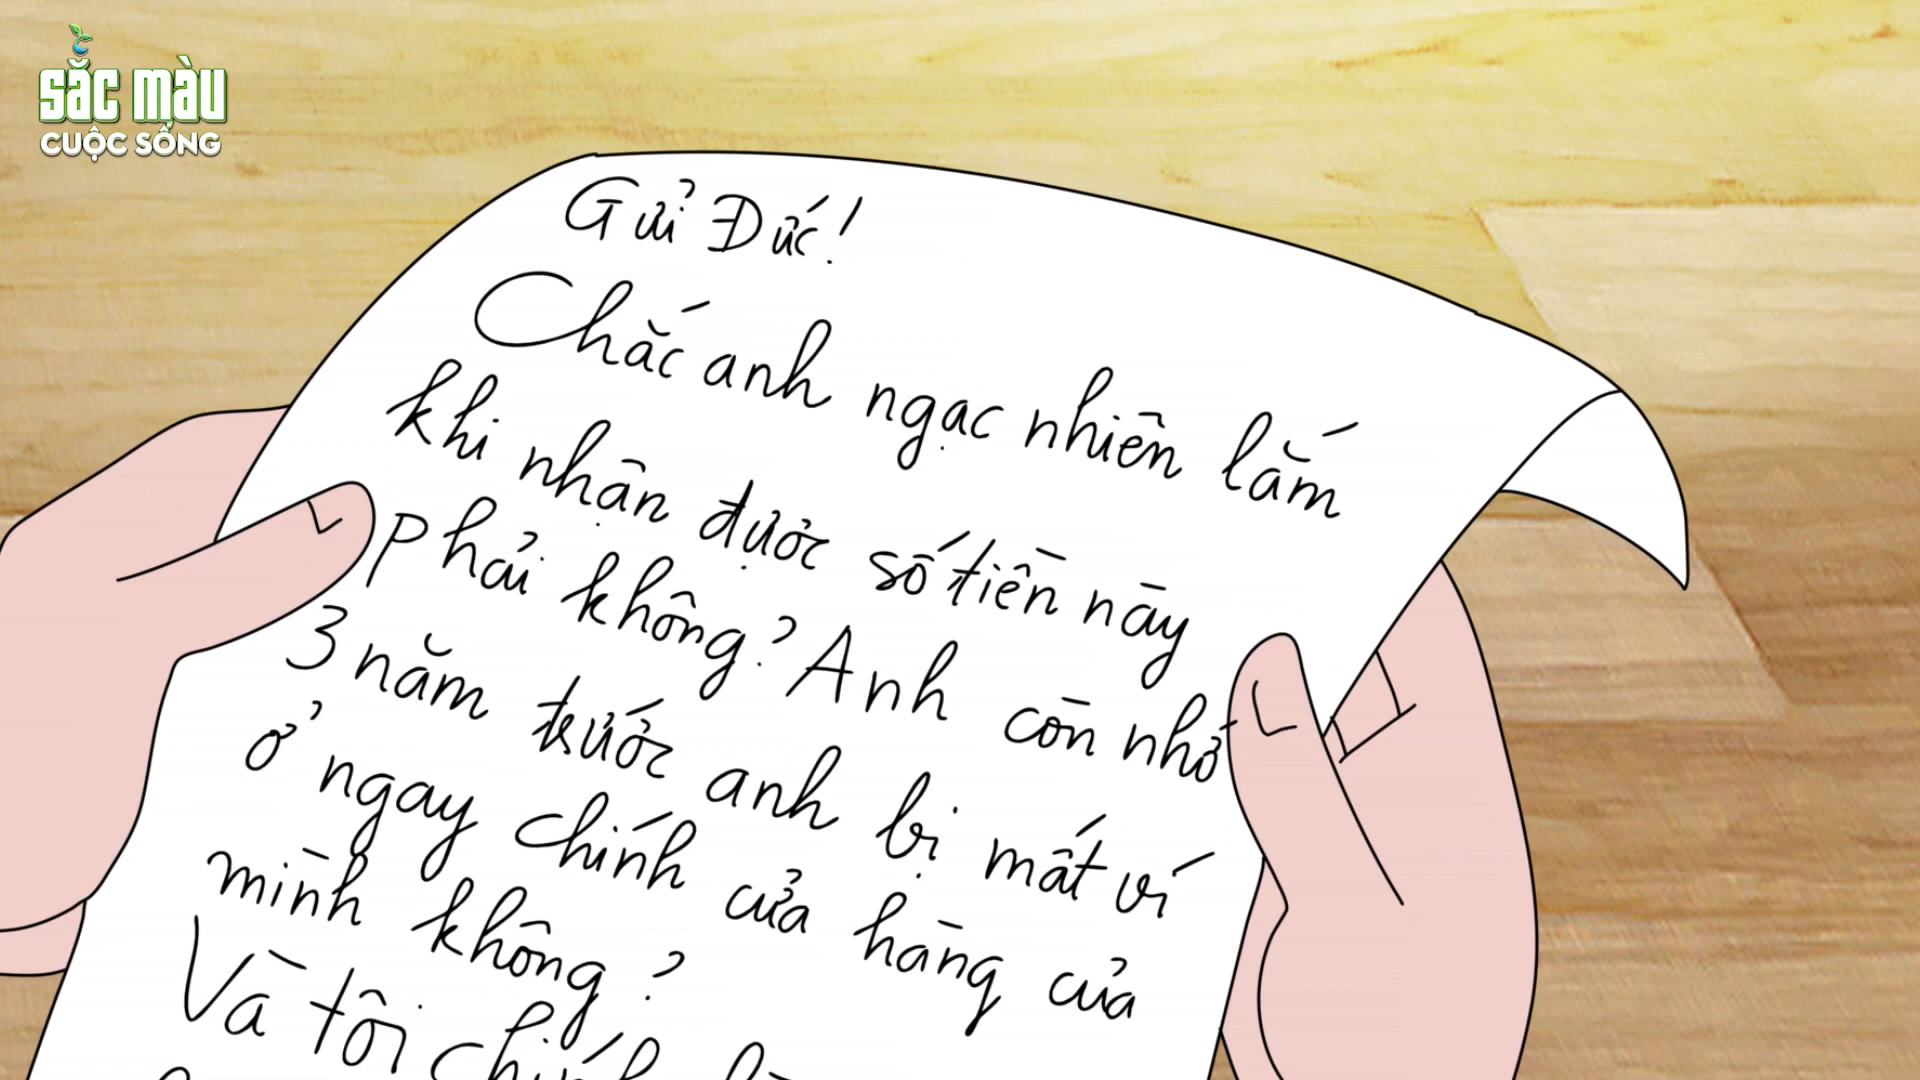 SẮC MÀU
CUỘC SỐNG
Gửi Đức!
Chắc anh ngạc nhiên lắm
khi nhận được số tiền này
phải không? Anh còn nhớ
3 năm trước anh bị mất ví
ở ngay chính cửa hàng của
mình không?
Và tôi chính